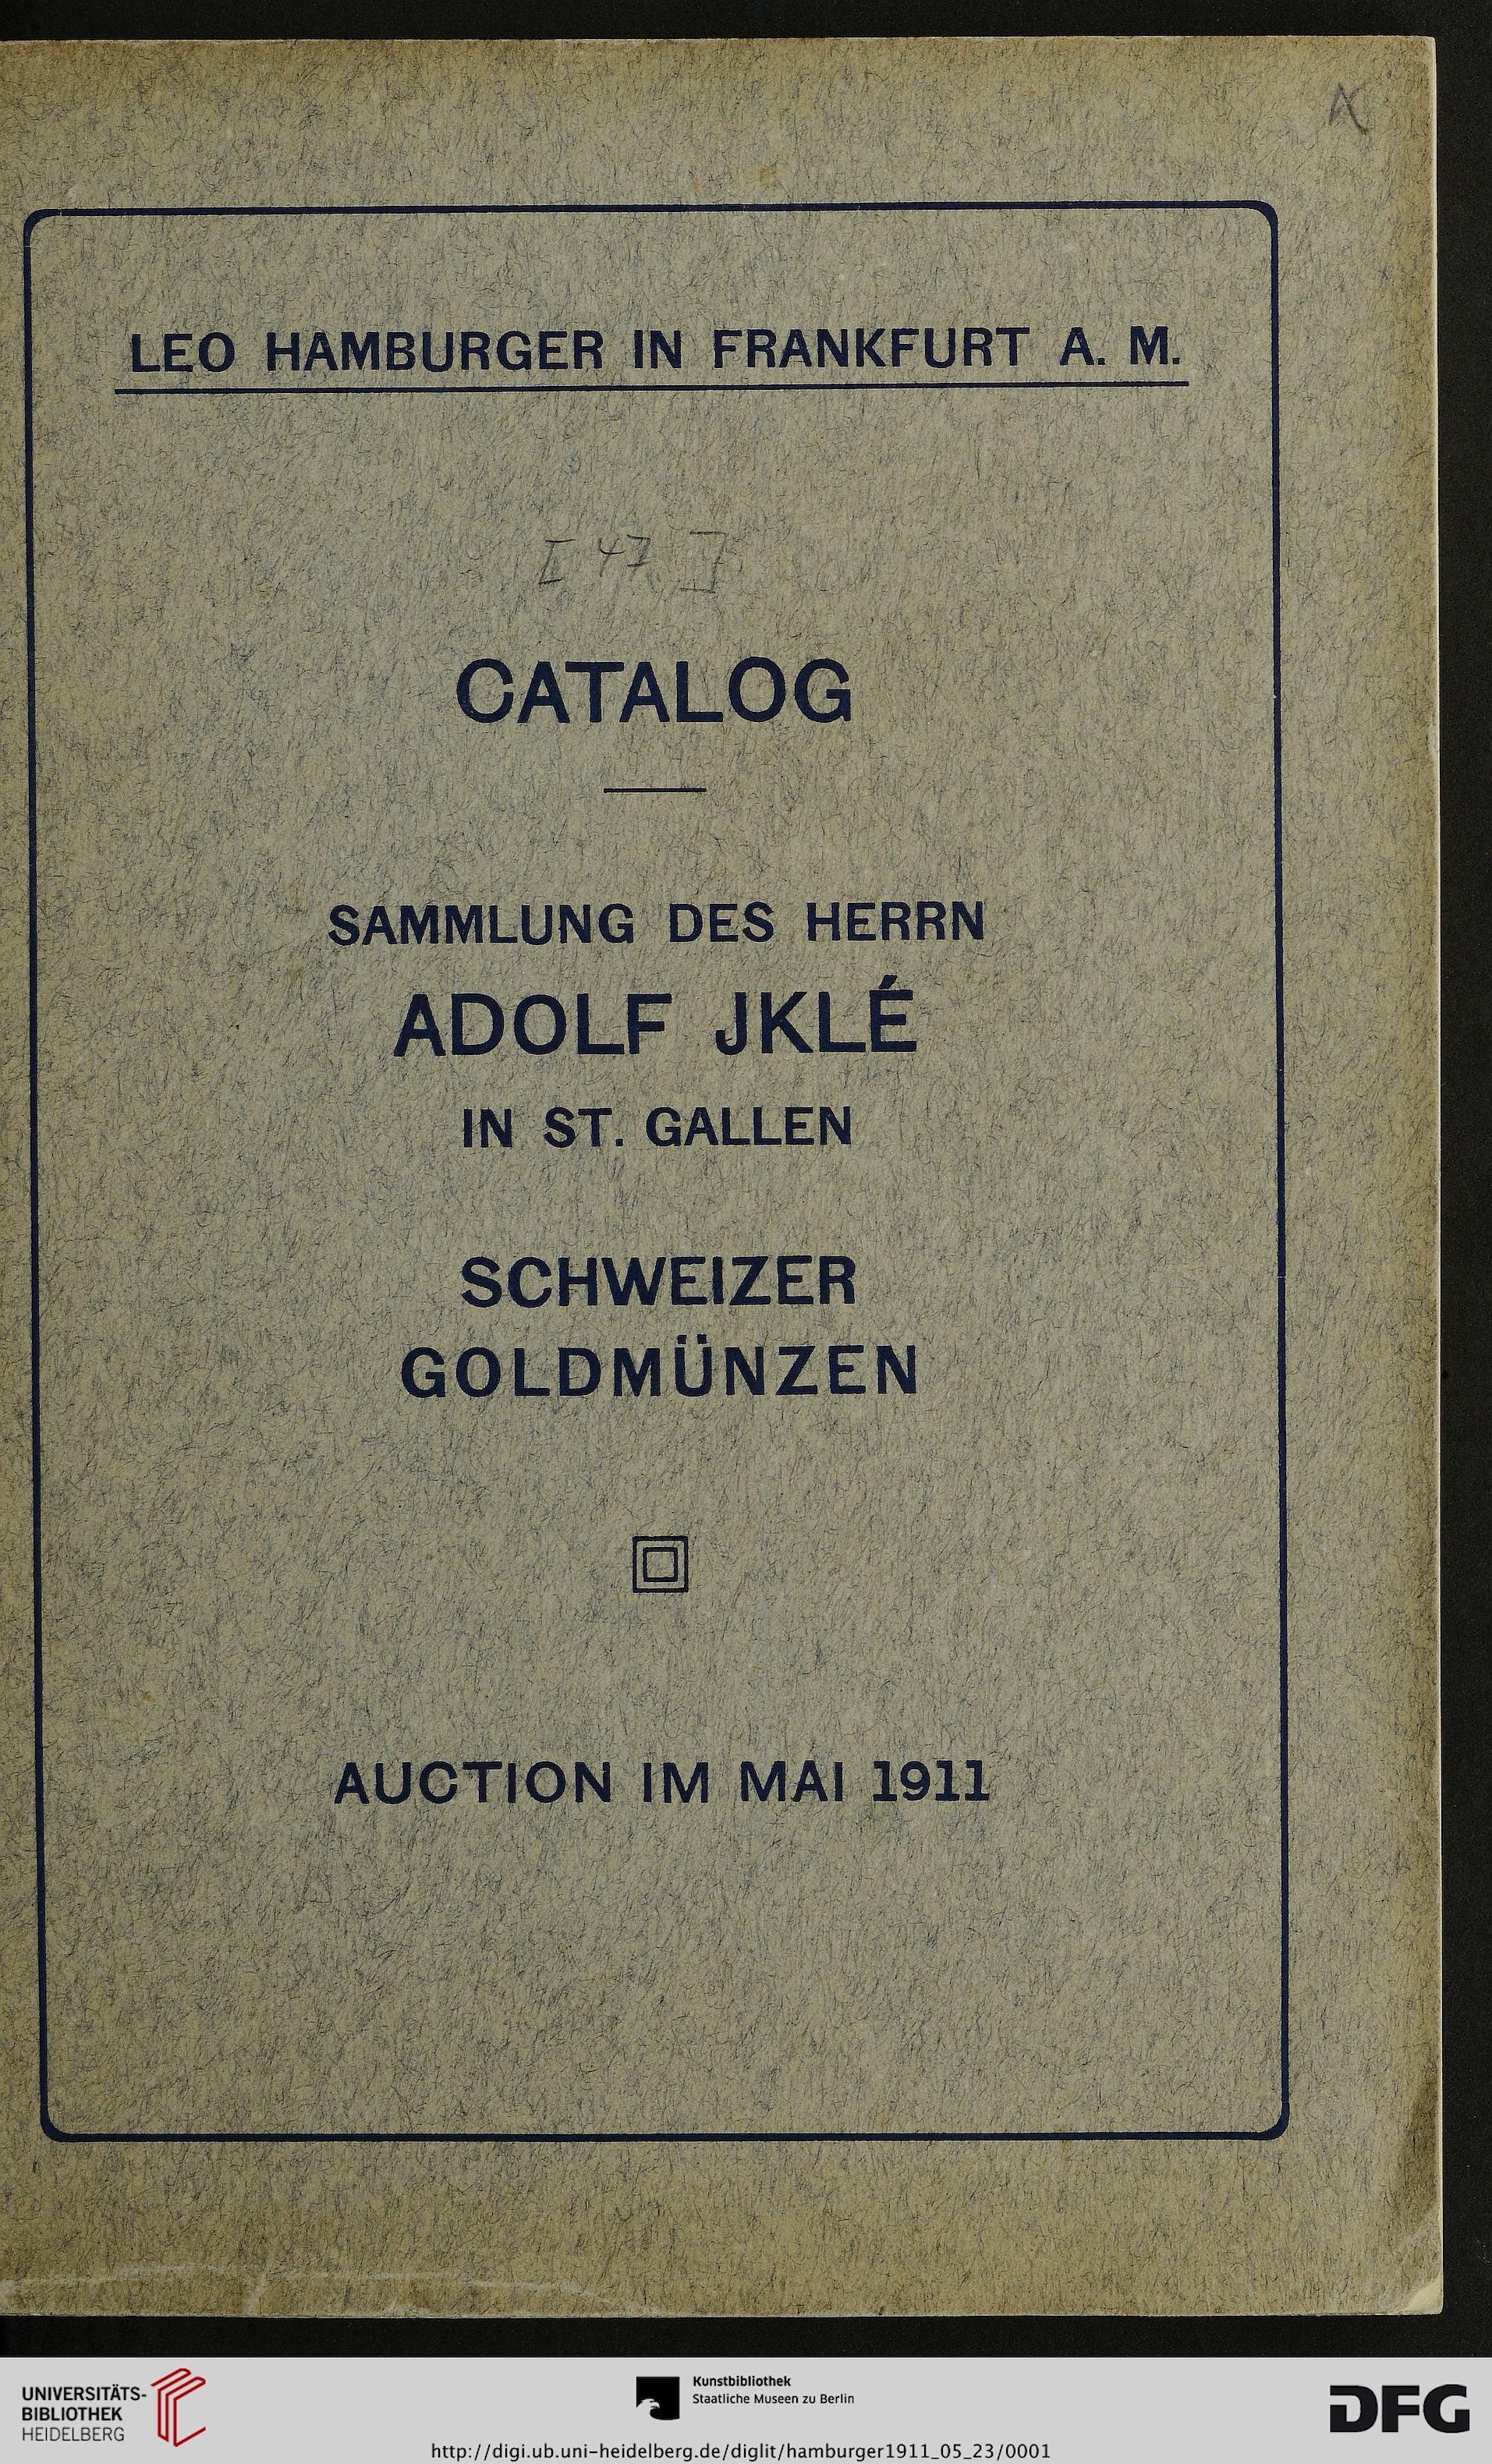 LEO HAMBURGER IN FRANKFURT A. M.
[ 47 ]
CATALOG
SAMMLUNG DES HERRN
ADOLF JKLÉ
IN ST. GALLEN
SCHWEIZER
GOLDMÜNZEN
AUCTION IM MAI 1911
UNIVERSITÄTS-
BIBLIOTHEK
HEIDELBERG
Kunstbibliothek
Staatliche Museen zu Berlin
DFG
http://digi.ub.uni-heidelberg.de/diglit/hamburger1911_05_23/0001